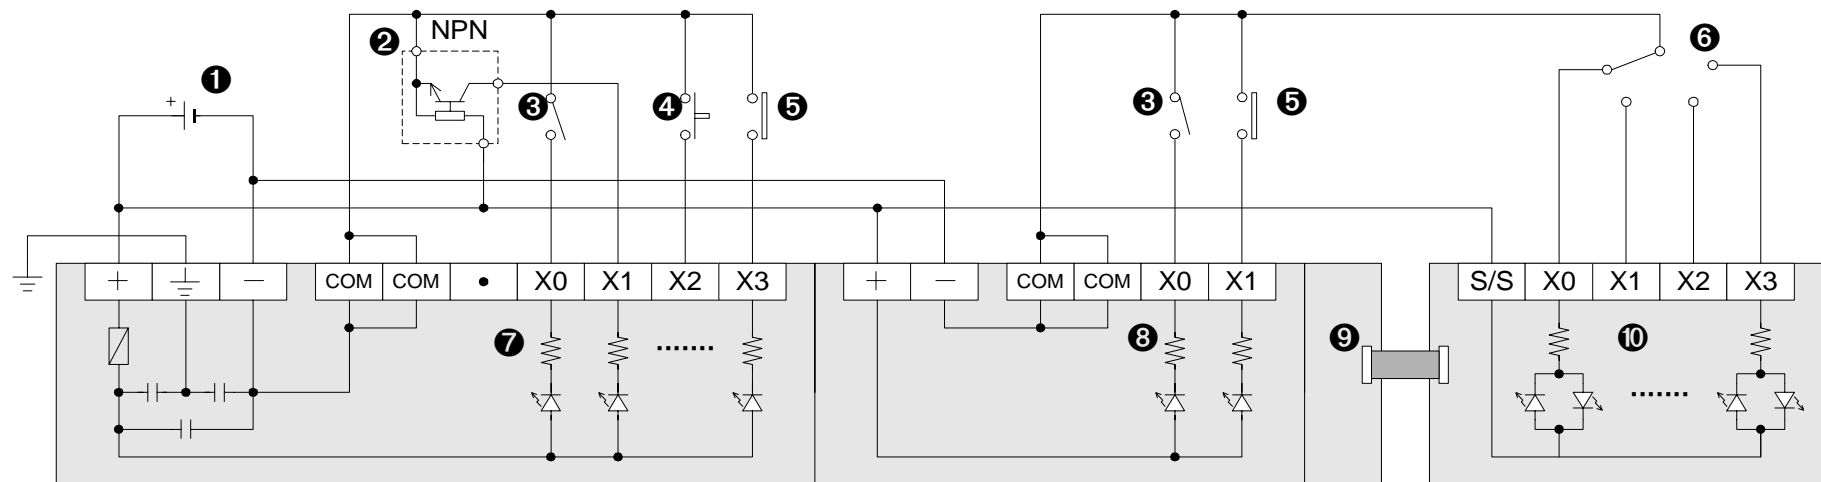 NPN
❷
❻
❶
+
❸ ❹ ❺ ❸ ❺
+ − COM COM • X0 X1 X2 X3 + − COM COM X0 X1 S/S X0 X1 X2 X3
❼ ❽ ❾ ❿